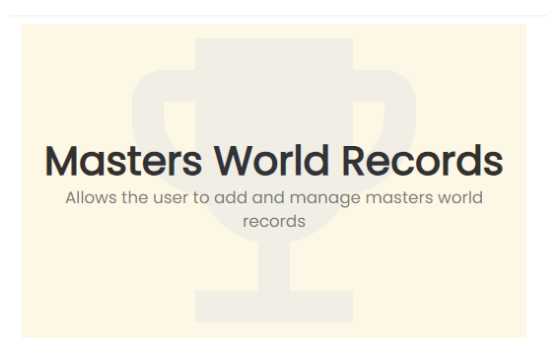 Masters World Records
Allows the user to add and manage masters world
records